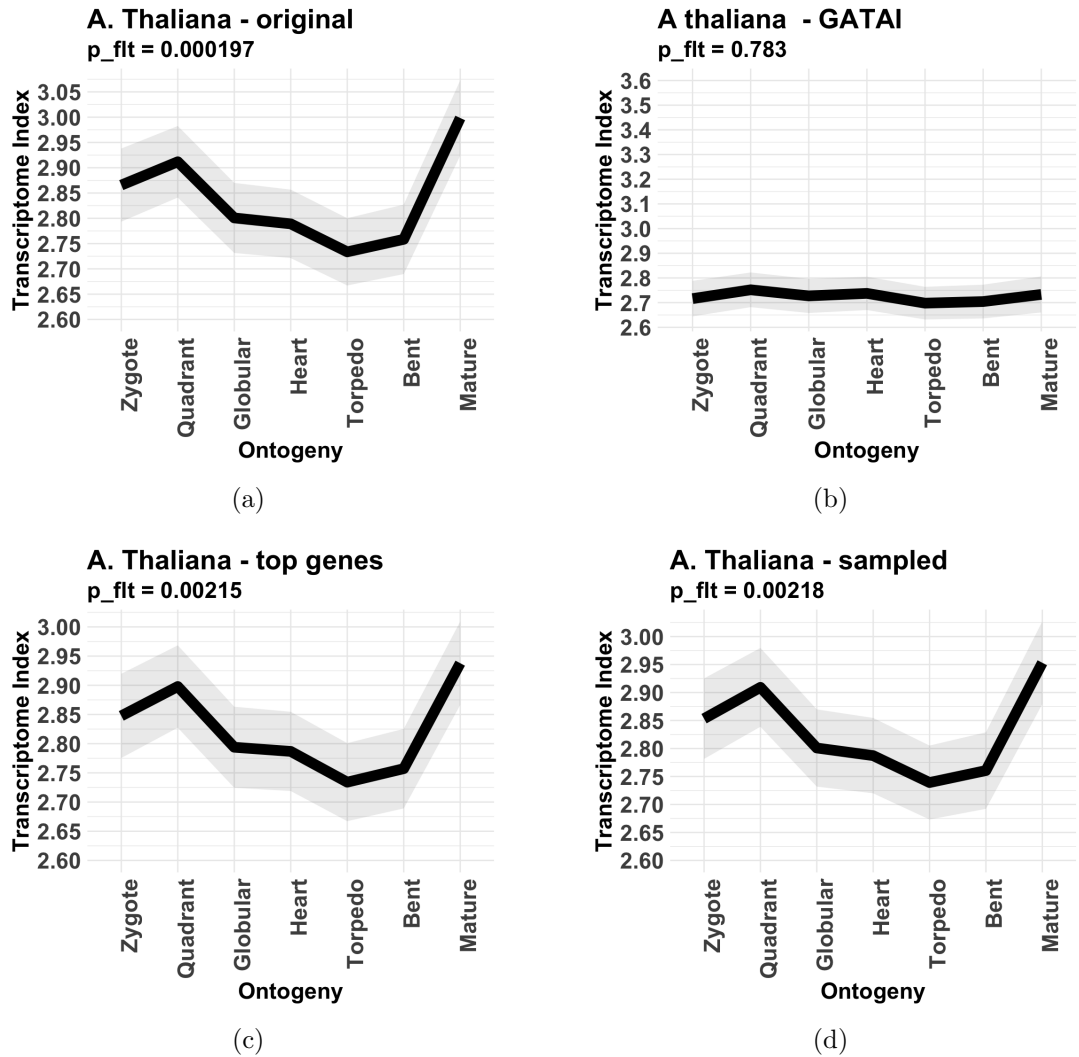 A. Thaliana - original
p_flt = 0.000197
Transcriptome Index
3.05
3.00
2.95
2.90
2.85
2.80
2.75
2.70
2.65
2.60
Zygote
Quadrant
Globular
Heart
Torpedo
Bent
Mature
Ontogeny
(a)
A thaliana  - GATAI
p_flt = 0.783
Transcriptome Index
3.6
3.5
3.4
3.3
3.2
3.1
3.0
2.9
2.8
2.7
2.6
Zygote
Quadrant
Globular
Heart
Torpedo
Bent
Mature
Ontogeny
(b)
A. Thaliana - top genes
p_flt = 0.00215
Transcriptome Index
3.00
2.95
2.90
2.85
2.80
2.75
2.70
2.65
2.60
Zygote
Quadrant
Globular
Heart
Torpedo
Bent
Mature
Ontogeny
(c)
A. Thaliana - sampled
p_flt = 0.00218
Transcriptome Index
3.00
2.95
2.90
2.85
2.80
2.75
2.70
2.65
2.60
Zygote
Quadrant
Globular
Heart
Torpedo
Bent
Mature
Ontogeny
(d)